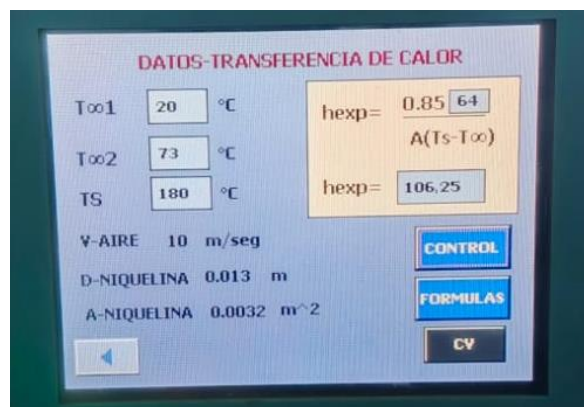 DATOS-TRANSFERENCIA DE CALOR
T∞1 20 °C
T∞2 73 °C
TS 180 °C
hexp= 0.85 64
A(Ts-T∞)
hexp= 106,25
V-AIRE 10 m/seg
D-NIQUELINA 0.013 m
A-NIQUELINA 0.0032 m^2
CONTROL
FORMULAS
CV